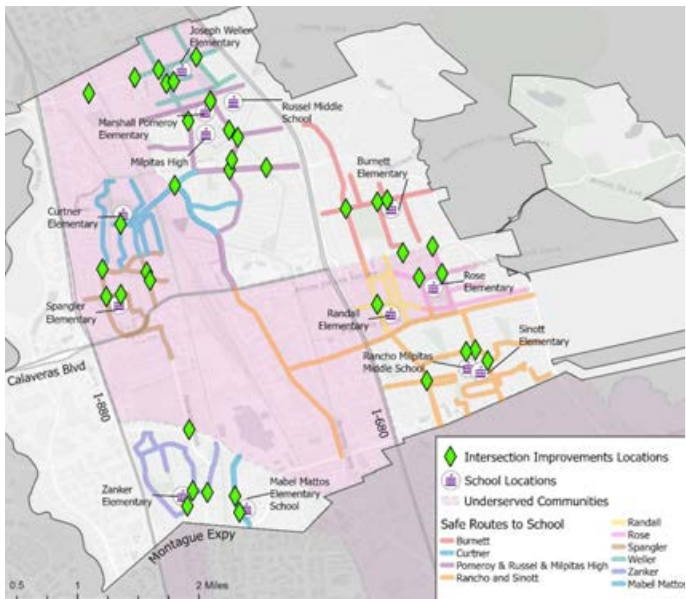 Joseph Weller
Elementary
Russel Middle
School
Marshall Pomeroy
Elementary
Milpitas High
Burnett
Elementary
Curtner
Elementary
Rose
Elementary
Spangler
Elementary
Randall
Elementary
Sinott
Elementary
Rancho Milpitas
Middle School
Calaveras Blvd
I-880
I-680
Zanker
Elementary
Mabel Mattos
Elementary
School
Montague Expy
0.5 1 2 Miles
Intersection Improvements Locations
School Locations
Underserved Communities
Safe Routes to School
Burnett
Curtner
Pomeroy & Russel & Milpitas High
Rancho and Sinott
Randall
Rose
Spangler
Weller
Zanker
Mabel Mattos